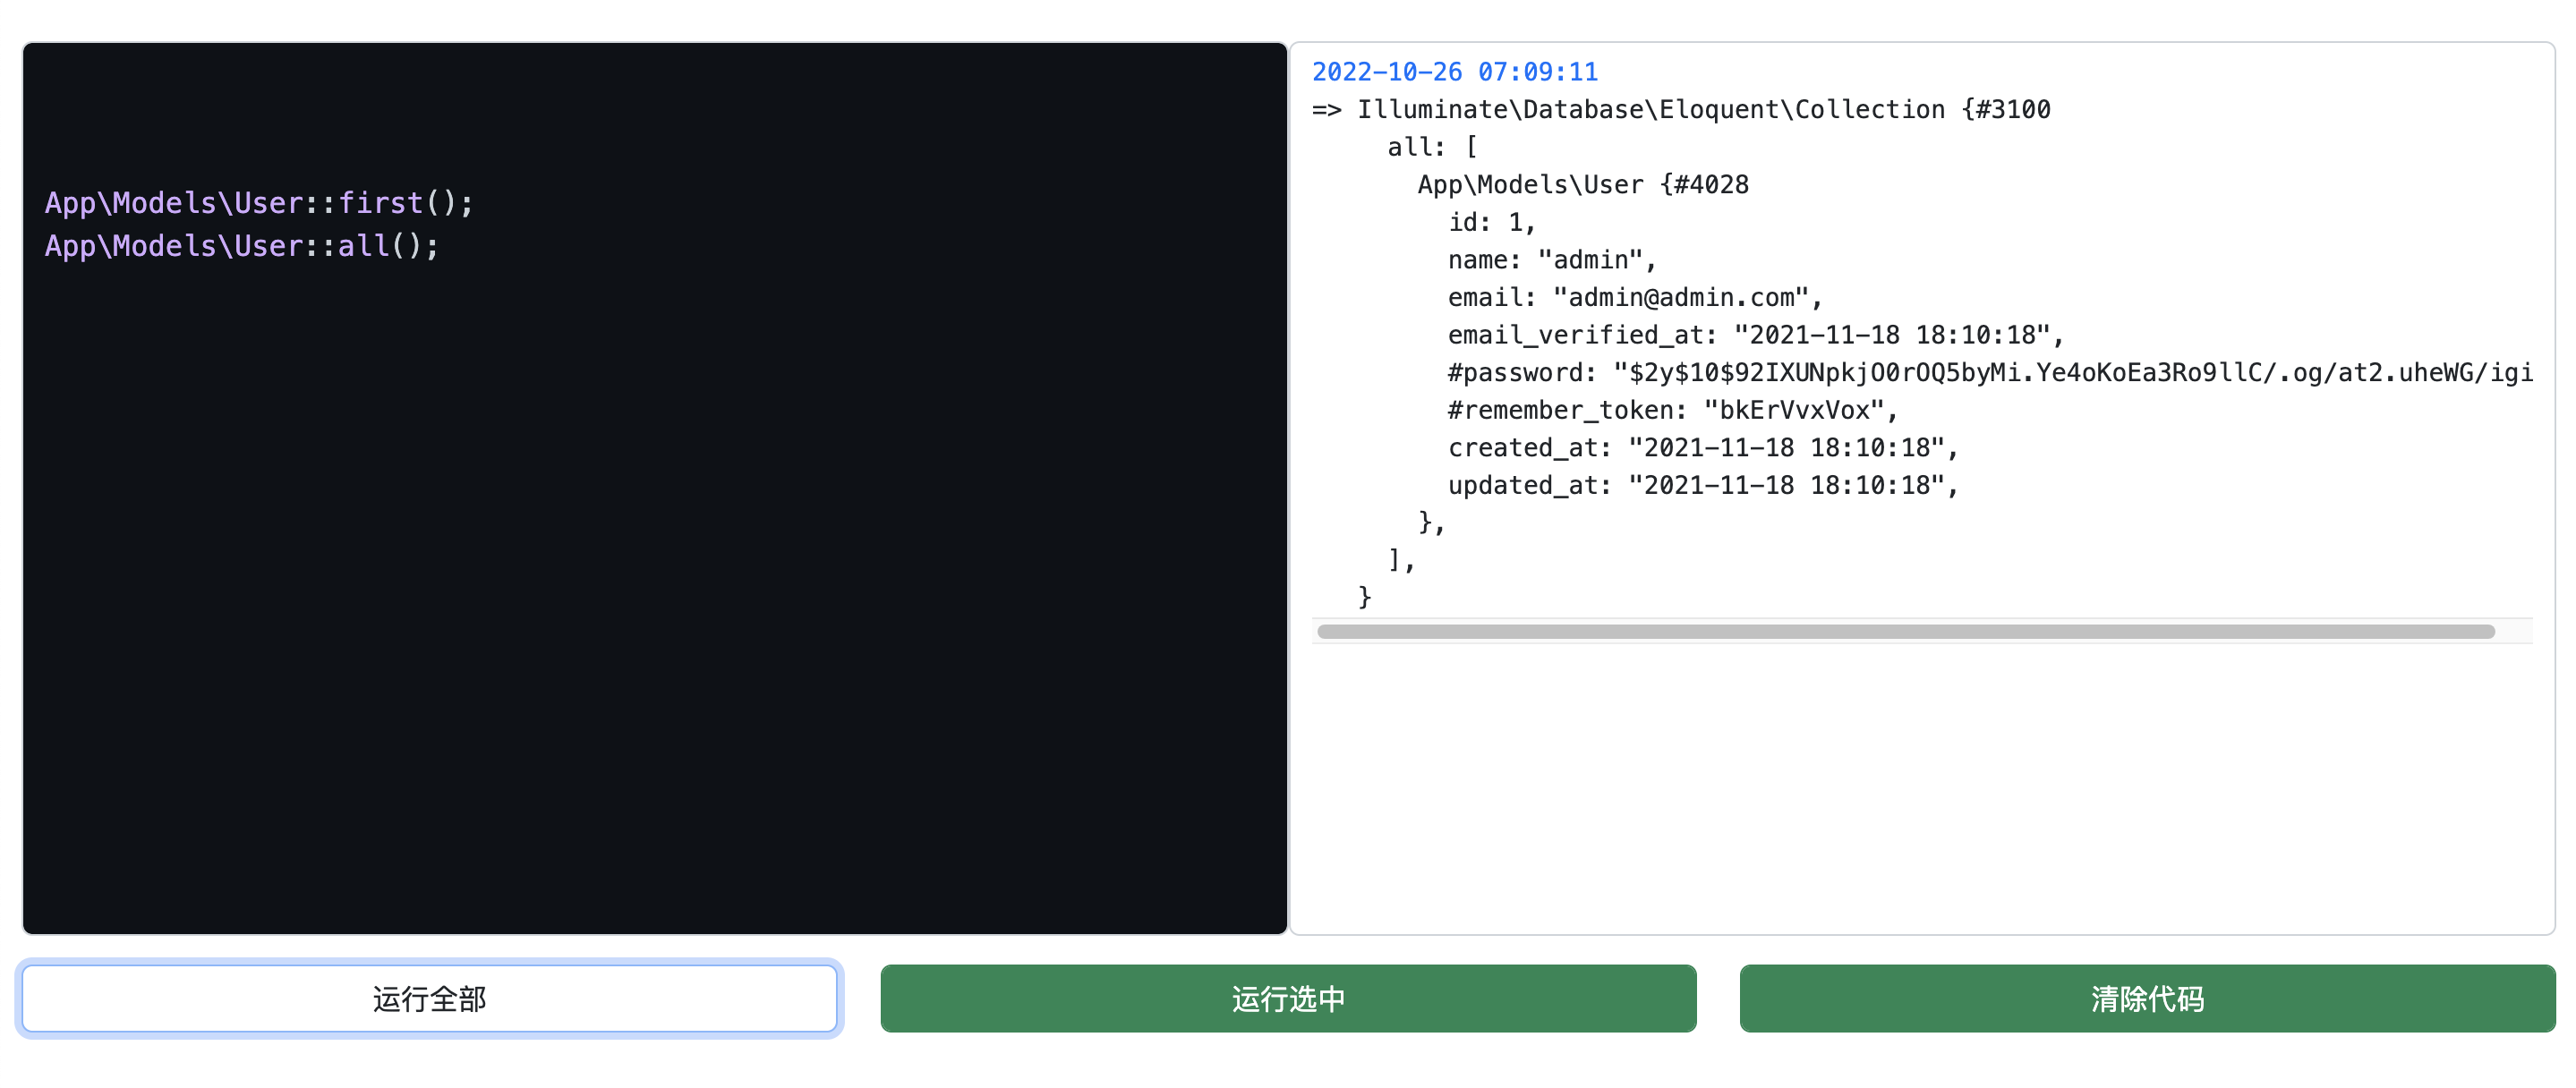 App\Models\User::first();
App\Models\User::all();
2022-10-26 07:09:11
=> Illuminate\Database\Eloquent\Collection {#3100
all: [
App\Models\User {#4028
id: 1,
name: "admin",
email: "admin@admin.com",
email_verified_at: "2021-11-18 18:10:18",
#password: "$2y$10$92IXUNpkjO0rOQ5byMi.Ye4oKoEa3Ro9llC/.og/at2.uheWG/igi
#remember_token: "bkErVvxVox",
created_at: "2021-11-18 18:10:18",
updated_at: "2021-11-18 18:10:18",
},
],
}
运行全部
运行选中
清除代码